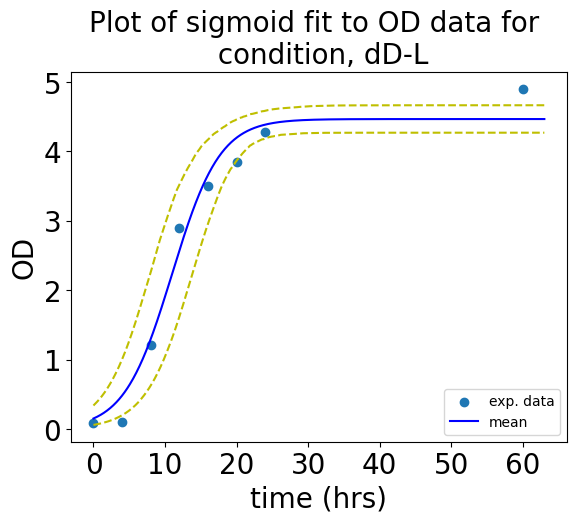 Plot of sigmoid fit to OD data for
condition, dD-L
5
4
3
2
1
0
OD
0 10 20 30 40 50 60
time (hrs)
exp. data
mean